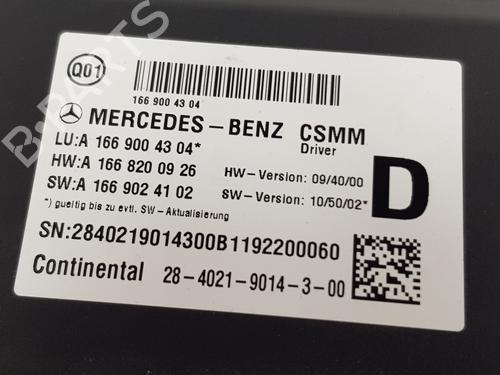 Q01
166 900 43 04
MERCEDES-BENZ CSMM
Driver
LU:A 166 900 43 04*
HW:A 166 820 09 26 HW-Version: 09/40/00
SW:A 166 902 41 02 SW-Version: 10/50/02*
D
*) gueltig bis zu evtl. SW-Aktualisierung
SN:2840219014300B1192200060
Continental 28-4021-9014-3-00
B-PARTS